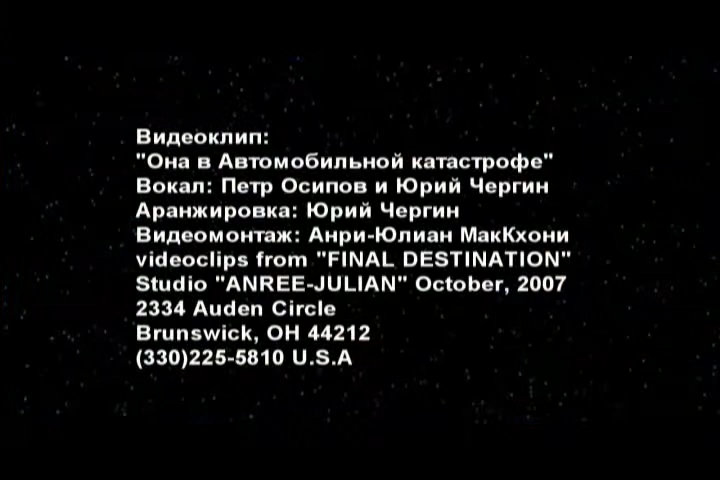 Видеоклип:
"Она в Автомобильной катастрофе"
Вокал: Петр Осипов и Юрий Чергин
Аранжировка: Юрий Чергин
Видеомонтаж: Анри-Юлиан МакКхони
videoclips from "FINAL DESTINATION"
Studio "ANREE-JULIAN" October, 2007
2334 Auden Circle
Brunswick, OH 44212
(330)225-5810 U.S.A